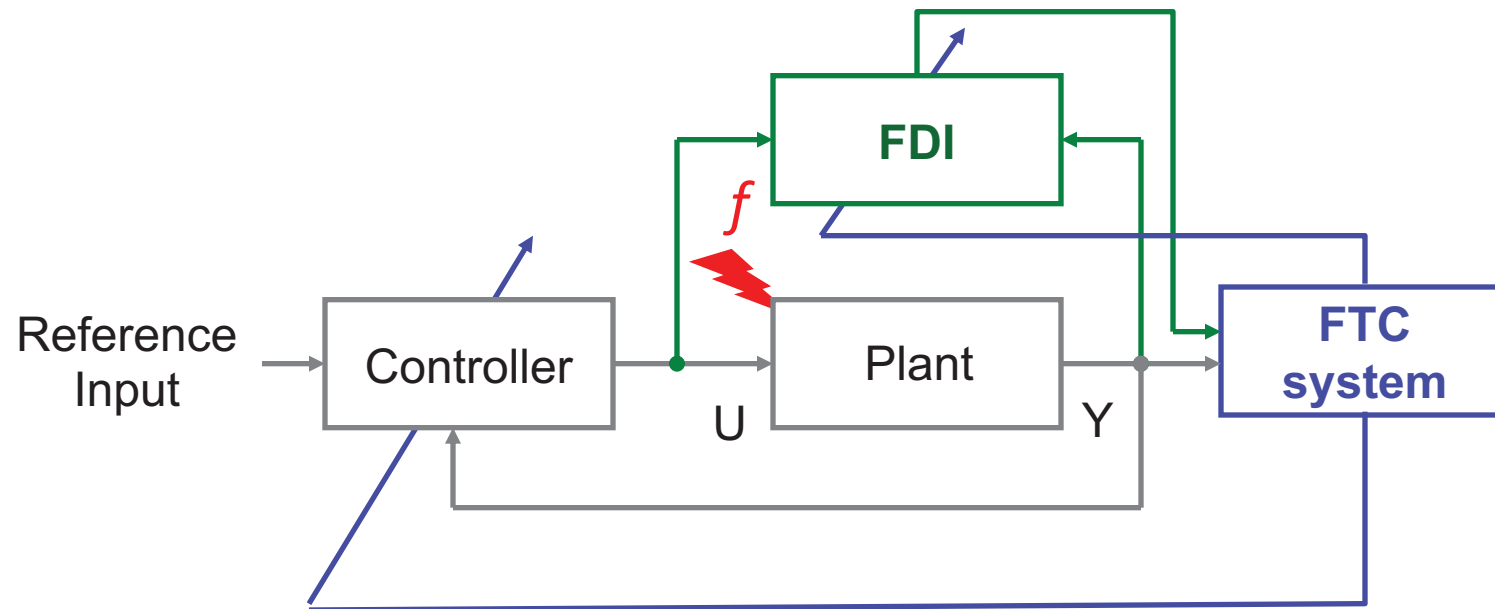 FDI
f
Reference
Input
Controller
U
Plant
Y
FTC
system